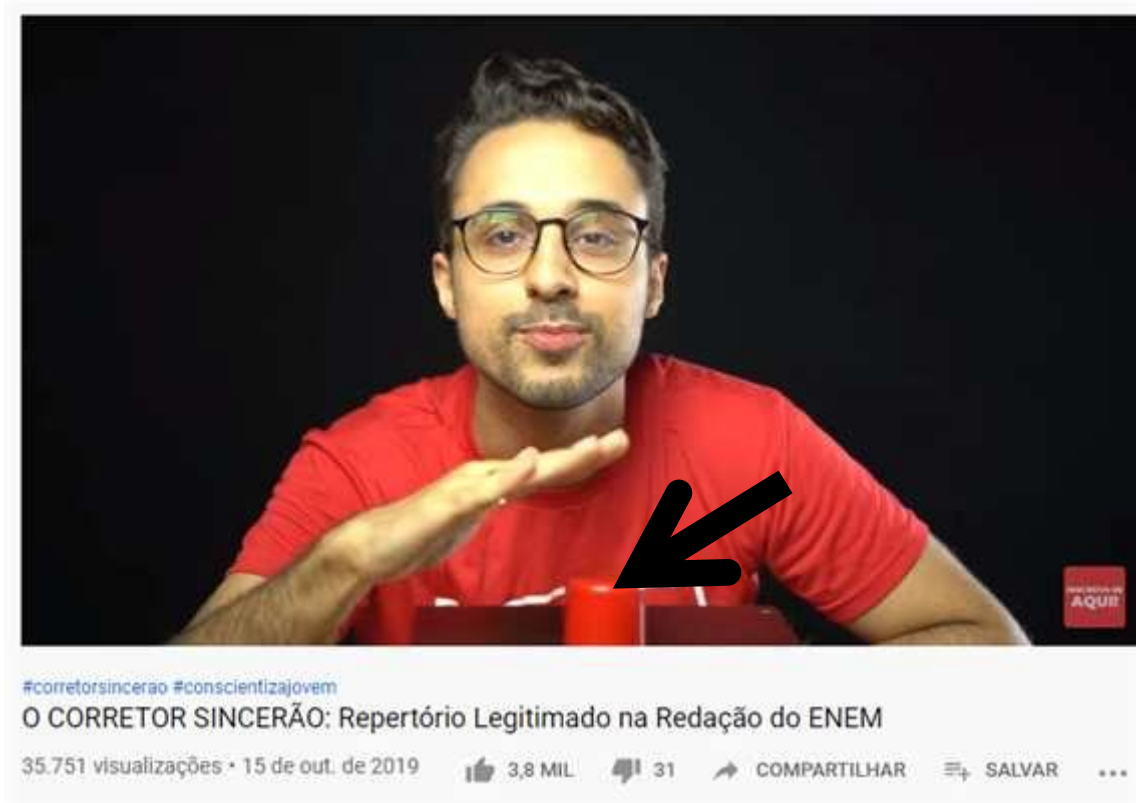 AQUI!
#corretorsincerao #conscientizajovem
O CORRETOR SINCERÃO: Repertório Legitimado na Redação do ENEM
35.751 visualizações • 15 de out. de 2019 3,8 MIL 31 COMPARTILHAR SALVAR